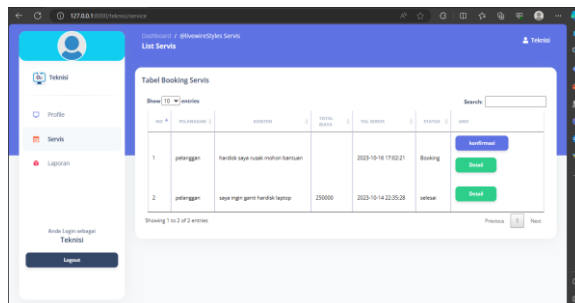 127.0.0.1:8000/teknisi/service
Dashboard / @livewireStyles Servis
List Servis
Teknisi
Teknisi
Profile
Servis
Laporan
Anda Login sebagai
Teknisi
Logout
Tabel Booking Servis
Show 10 entries
Search:
NO PELANGGAN KONTEN TOTAL BIAYA TGL SERVIS STATUS AKSI
1 pelanggan hardisk saya rusak mohon bantuan 2023-10-16 17:02:21 Booking konfirmasi
Detail
2 pelanggan saya ingin ganti hardisk laptop 250000 2023-10-14 22:35:28 selesai Detail
Showing 1 to 2 of 2 entries
Previous 1 Next